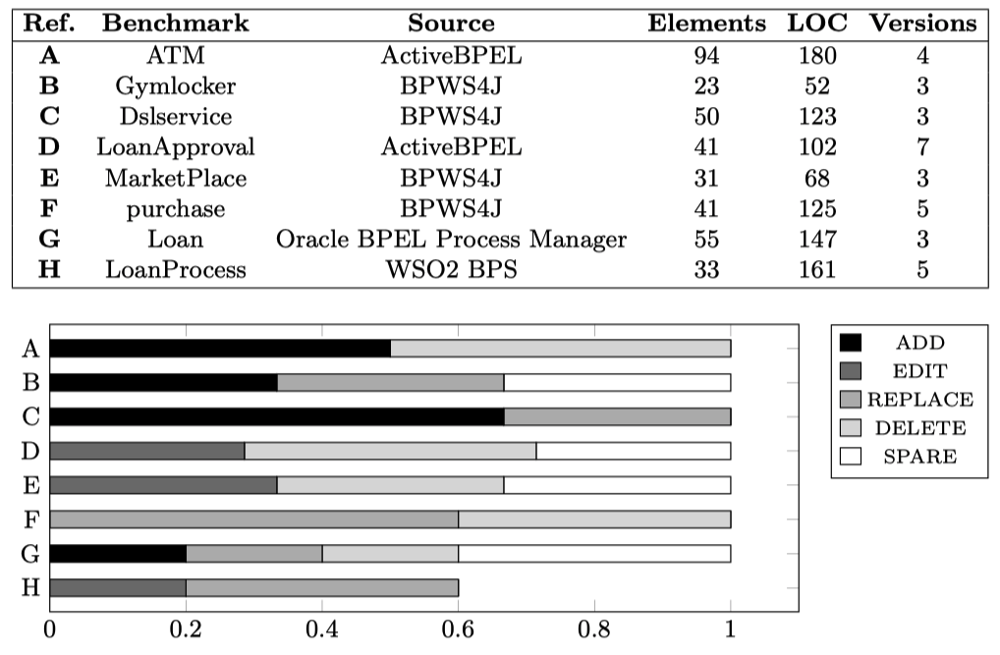 Ref. Benchmark Source Elements LOC Versions
A ATM ActiveBPEL 94 180 4
B Gymlocker BPWS4J 23 52 3
C Dslservice BPWS4J 50 123 3
D LoanApproval ActiveBPEL 41 102 7
E MarketPlace BPWS4J 31 68 3
F purchase BPWS4J 41 125 5
G Loan Oracle BPEL Process Manager 55 147 3
H LoanProcess WSO2 BPS 33 161 5
A
B
C
D
E
F
G
H
0 0.2 0.4 0.6 0.8 1
ADD
EDIT
REPLACE
DELETE
SPARE